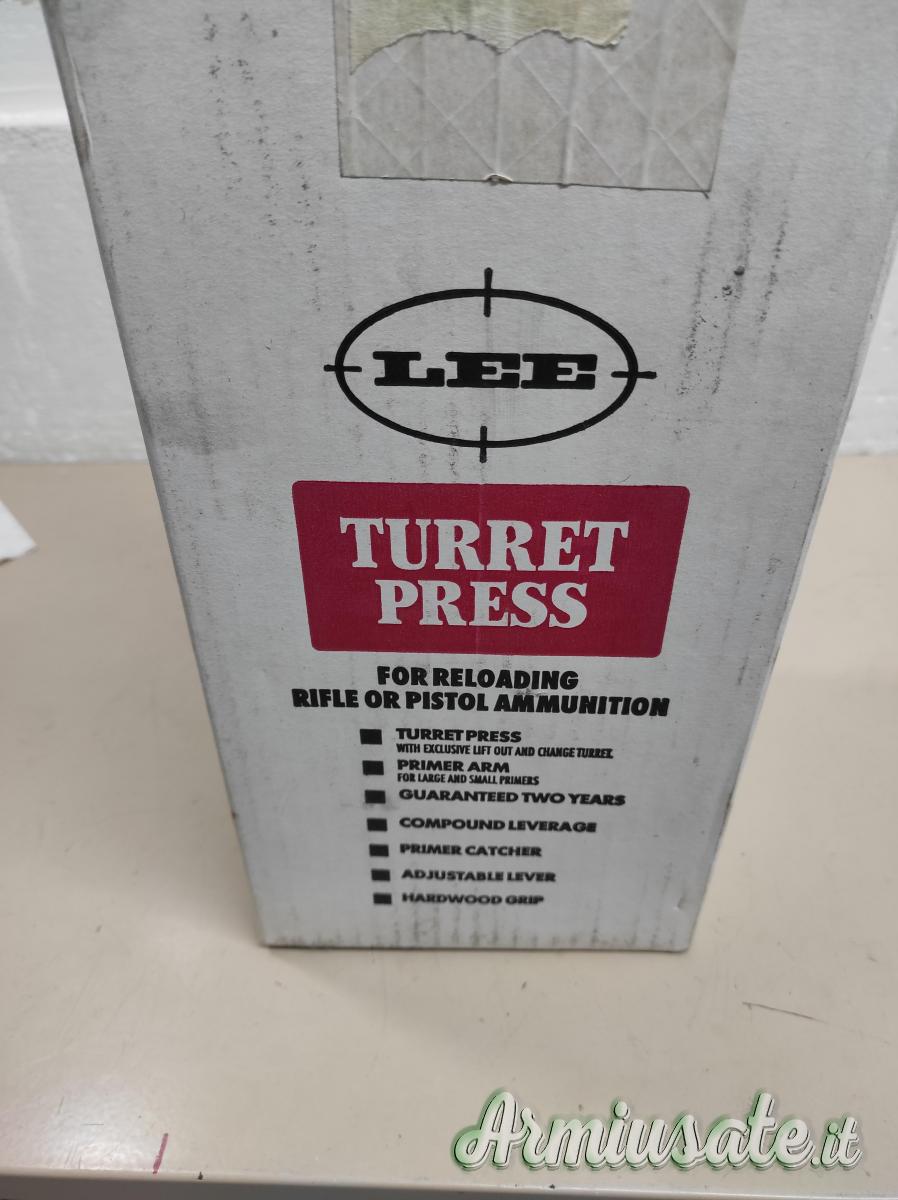 LEE
TURRET
PRESS
FOR RELOADING
RIFLE OR PISTOL AMMUNITION
TURRET PRESS
WITH EXCLUSIVE LIFT OUT AND CHANGE TURRET.
PRIMER ARM
FOR LARGE AND SMALL PRIMERS
GUARANTEED TWO YEARS
COMPOUND LEVERAGE
PRIMER CATCHER
ADJUSTABLE LEVER
HARDWOOD GRIP
Armiusate.it